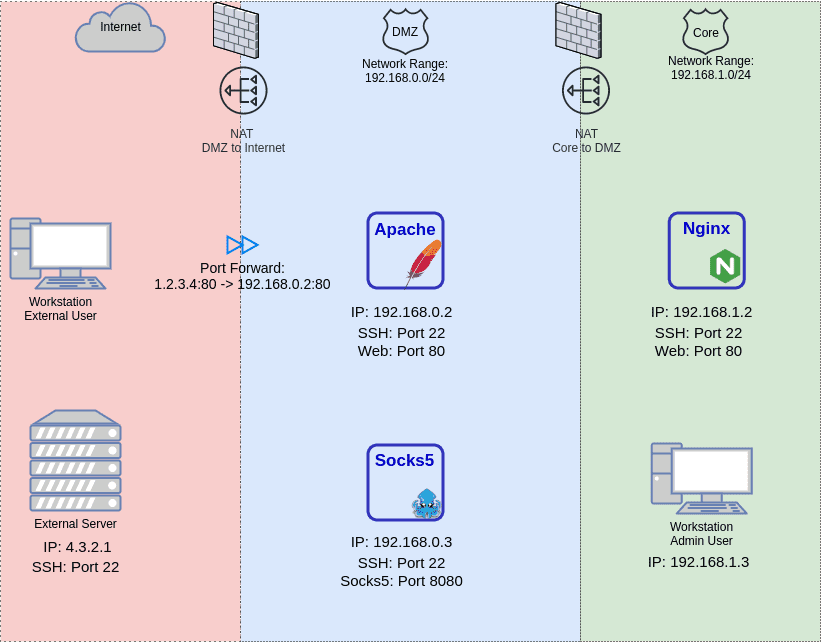 Internet
DMZ
Network Range:
192.168.0.0/24
Core
Network Range:
192.168.1.0/24
NAT
DMZ to Internet
NAT
Core to DMZ
Workstation
External User
Port Forward:
1.2.3.4:80 -> 192.168.0.2:80
Apache
IP: 192.168.0.2
SSH: Port 22
Web: Port 80
Nginx
N
IP: 192.168.1.2
SSH: Port 22
Web: Port 80
External Server
IP: 4.3.2.1
SSH: Port 22
Socks5
IP: 192.168.0.3
SSH: Port 22
Socks5: Port 8080
Workstation
Admin User
IP: 192.168.1.3